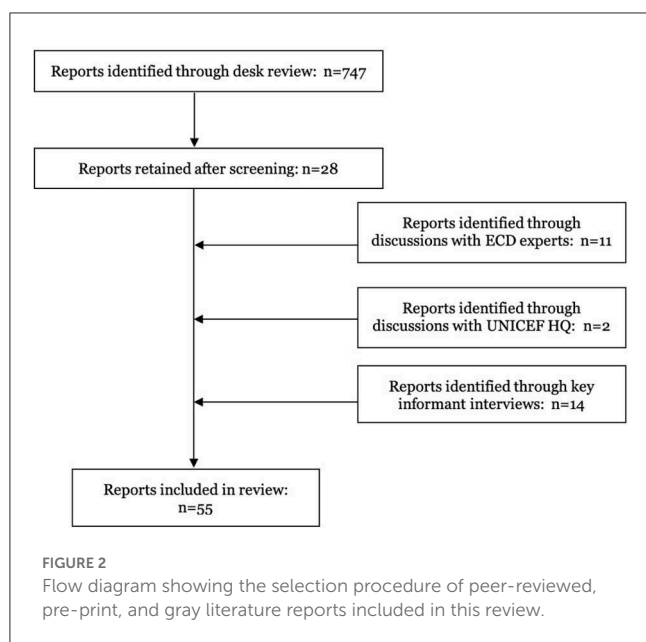 Reports identified through desk review: n=747
Reports retained after screening: n=28
Reports identified through
discussions with ECD experts: n=11
Reports identified through
discussions with UNICEF HQ: n=2
Reports identified through key
informant interviews: n=14
Reports included in review:
n=55
FIGURE 2
Flow diagram showing the selection procedure of peer-reviewed,
pre-print, and gray literature reports included in this review.